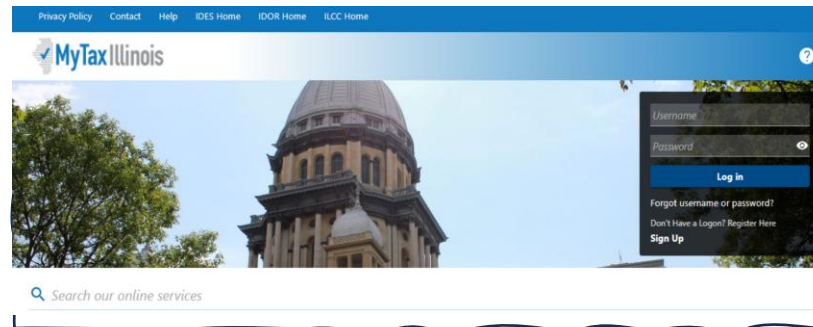 Privacy Policy Contact Help IDES Home IDOR Home ILCC Home
MyTax Illinois
?
Username
Password
Log in
Forgot username or password?
Don't Have a Logon? Register Here
Sign Up
Search our online services